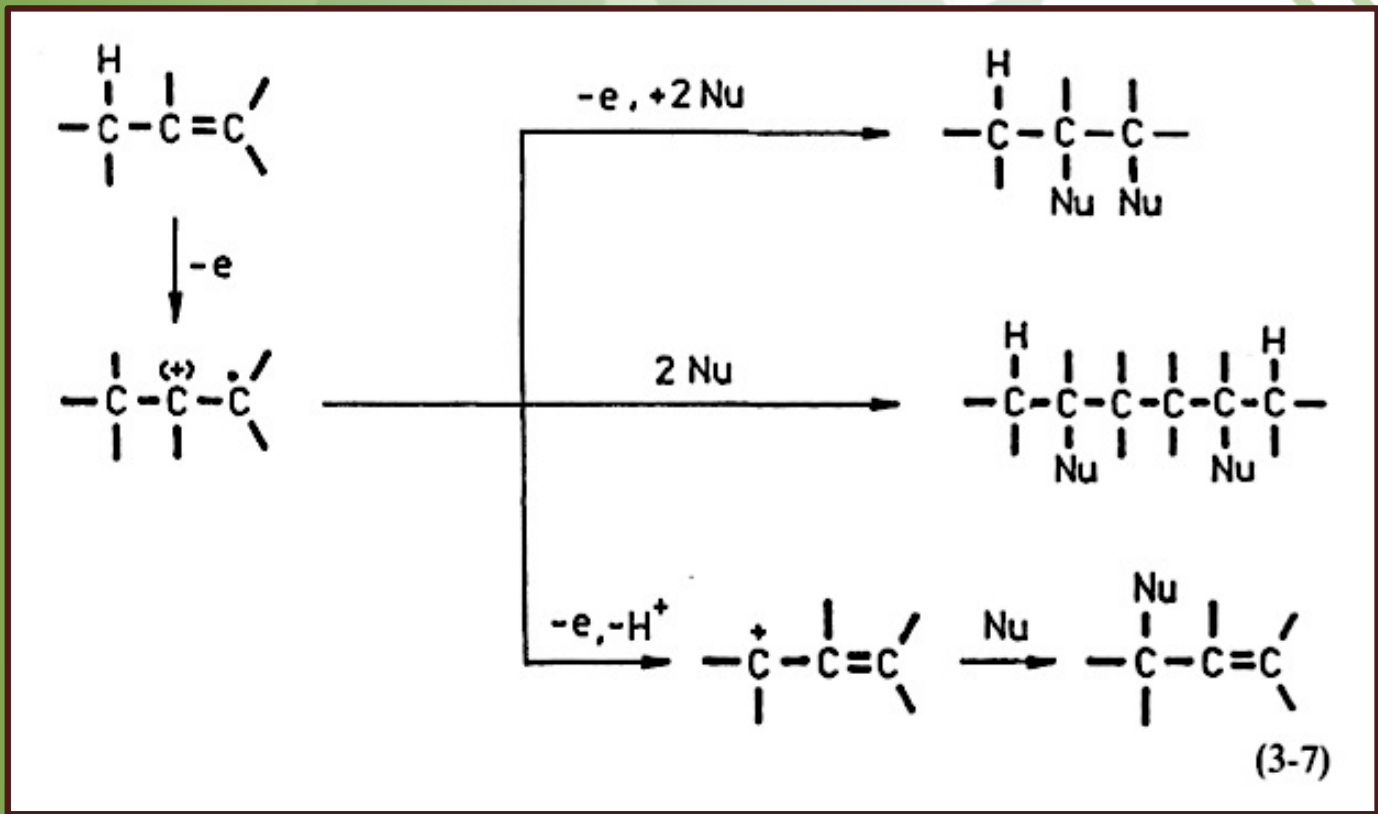 H
-C-C=C
-e
(+) ·
-C-C-C
-e, +2 Nu
H
-C-C-C-
Nu Nu
2 Nu
H H
-C-C-C-C-C-C-
Nu Nu
-e,-H⁺
+
-C-C=C
Nu
Nu
-C-C=C
(3-7)